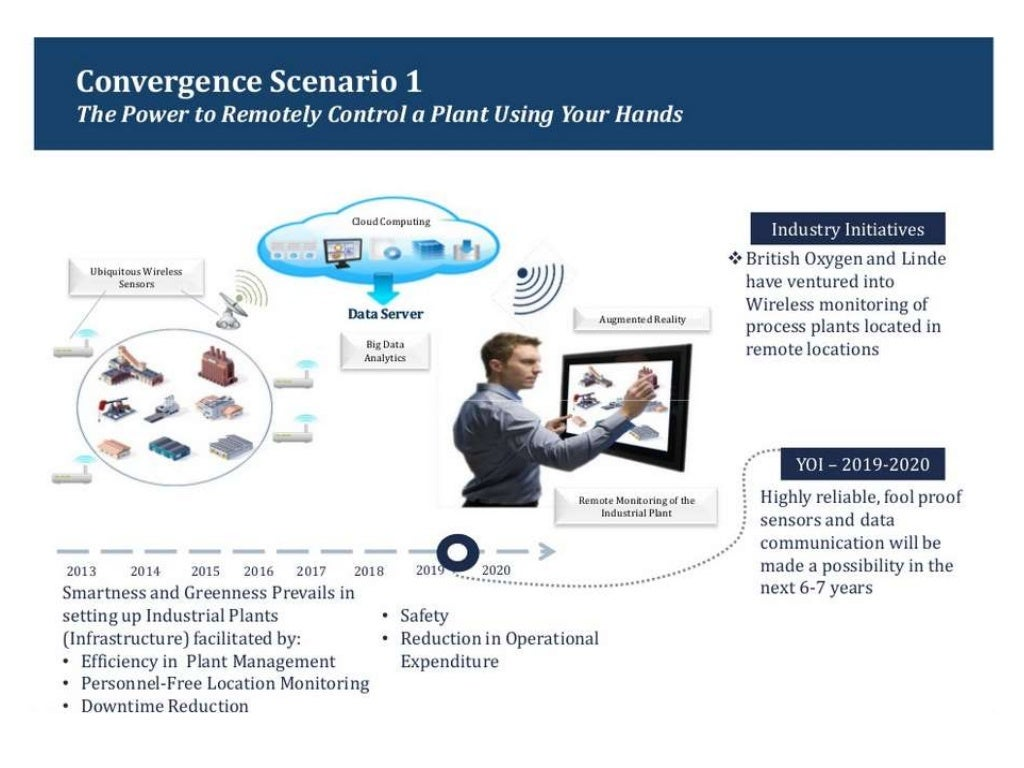 Convergence Scenario 1
The Power to Remotely Control a Plant Using Your Hands
Cloud Computing
Ubiquitous Wireless
Sensors
Data Server
Big Data
Analytics
Augmented Reality
Remote Monitoring of the
Industrial Plant
Industry Initiatives
❖ British Oxygen and Linde
have ventured into
Wireless monitoring of
process plants located in
remote locations
YOI – 2019-2020
Highly reliable, fool proof
sensors and data
communication will be
made a possibility in the
next 6-7 years
2013 2014 2015 2016 2017 2018 2019 2020
Smartness and Greenness Prevails in
setting up Industrial Plants
(Infrastructure) facilitated by:
• Efficiency in Plant Management
• Personnel-Free Location Monitoring
• Downtime Reduction
• Safety
• Reduction in Operational
Expenditure